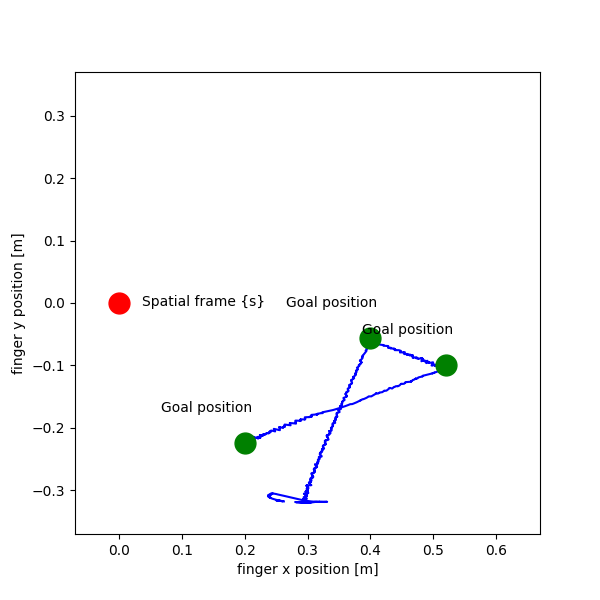 finger y position [m]
0.3
0.2
0.1
0.0
−0.1
−0.2
−0.3
Spatial frame {s}
Goal position
Goal position
Goal position
0.0 0.1 0.2 0.3 0.4 0.5 0.6
finger x position [m]